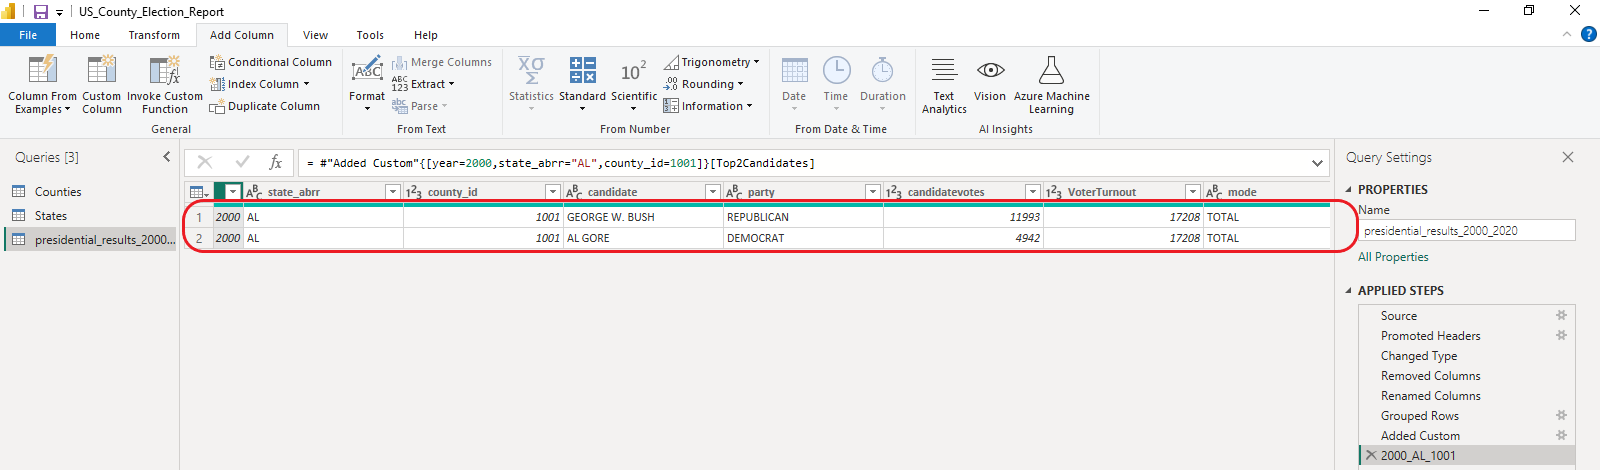 US_County_Election_Report
File Home Transform Add Column View Tools Help
Column From Examples
Custom Column
Invoke Custom Function
Conditional Column
Index Column
Duplicate Column
General
Format
Merge Columns
ABC 123 Extract
abc Parse
From Text
Statistics
Standard
10² Scientific
Trigonometry
.00 Rounding
Information
From Number
Date
Time
Duration
From Date & Time
Text Analytics
Vision
Azure Machine Learning
AI Insights
Queries [3]
Counties
States
presidential_results_2000...
= #"Added Custom"{[year=2000,state_abrr="AL",county_id=1001]}[Top2Candidates]
state_abrr county_id candidate party candidatevotes VoterTurnout mode
1 2000 AL 1001 GEORGE W. BUSH REPUBLICAN 11993 17208 TOTAL
2 2000 AL 1001 AL GORE DEMOCRAT 4942 17208 TOTAL
Query Settings
PROPERTIES
Name
presidential_results_2000_2020
All Properties
APPLIED STEPS
Source
Promoted Headers
Changed Type
Removed Columns
Renamed Columns
Grouped Rows
Added Custom
2000_AL_1001